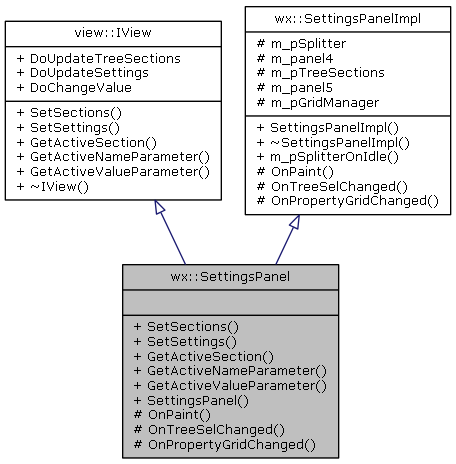 view::IView
+ DoUpdateTreeSections
+ DoUpdateSettings
+ DoChangeValue
+ SetSections()
+ SetSettings()
+ GetActiveSection()
+ GetActiveNameParameter()
+ GetActiveValueParameter()
+ ~IView()
wx::SettingsPanelImpl
# m_pSplitter
# m_panel4
# m_pTreeSections
# m_panel5
# m_pGridManager
+ SettingsPanelImpl()
+ ~SettingsPanelImpl()
+ m_pSplitterOnIdle()
# OnPaint()
# OnTreeSelChanged()
# OnPropertyGridChanged()
wx::SettingsPanel
+ SetSections()
+ SetSettings()
+ GetActiveSection()
+ GetActiveNameParameter()
+ GetActiveValueParameter()
+ SettingsPanel()
# OnPaint()
# OnTreeSelChanged()
# OnPropertyGridChanged()